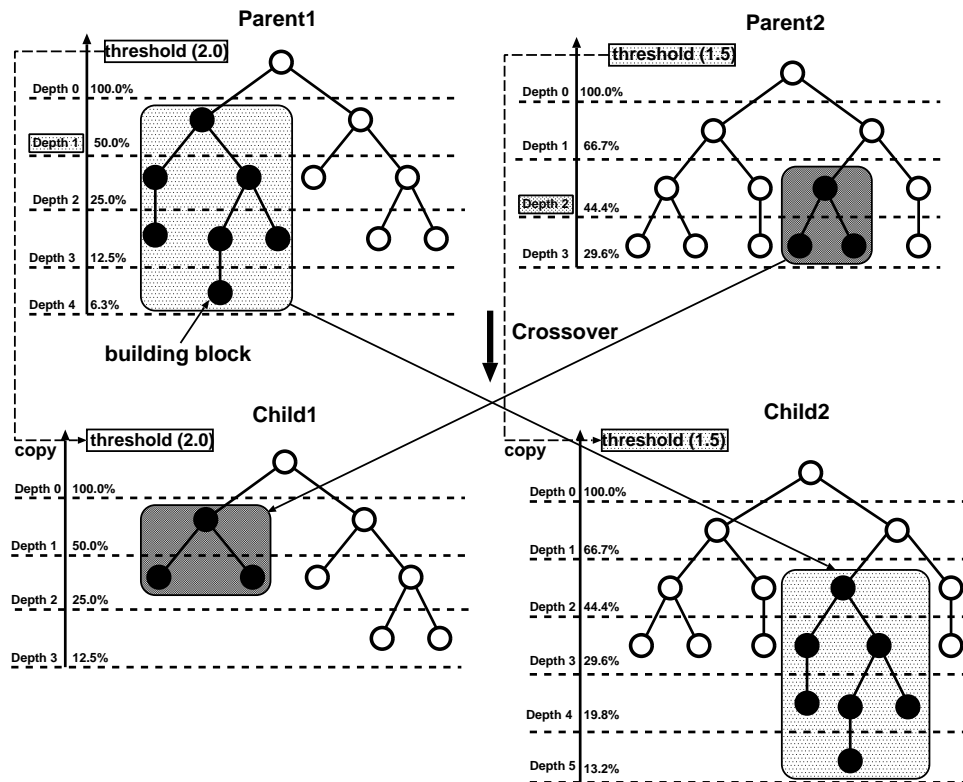 Parent1
threshold (2.0)
Depth 0 100.0%
Depth 1 50.0%
Depth 2 25.0%
Depth 3 12.5%
Depth 4 6.3%
building block
Parent2
threshold (1.5)
Depth 0 100.0%
Depth 1 66.7%
Depth 2 44.4%
Depth 3 29.6%
Crossover
Child1
threshold (2.0)
copy
Depth 0 100.0%
Depth 1 50.0%
Depth 2 25.0%
Depth 3 12.5%
Child2
threshold (1.5)
copy
Depth 0 100.0%
Depth 1 66.7%
Depth 2 44.4%
Depth 3 29.6%
Depth 4 19.8%
Depth 5 13.2%